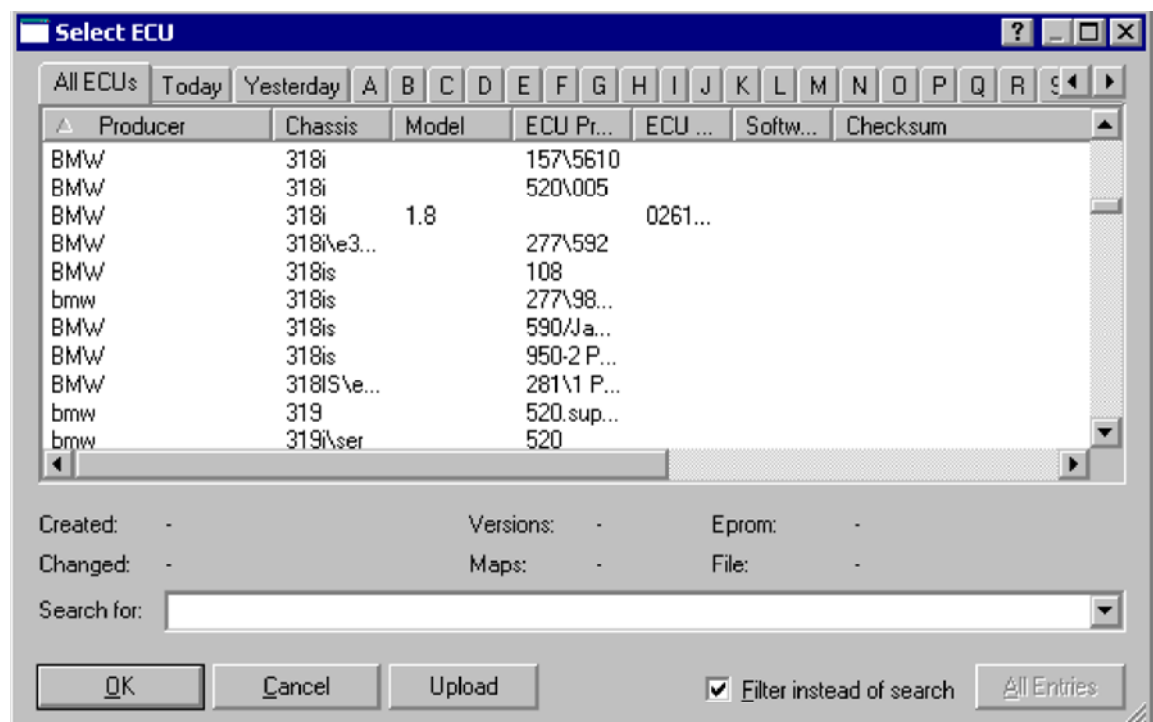 Select ECU
All ECUs Today Yesterday A B C D E F G H I J K L M N O P Q R
Producer Chassis Model ECU Pr... ECU ... Softw... Checksum
BMW 318i 157\5610
BMW 318i 520\005
BMW 318i 1.8 0261...
BMW 318i\e3... 277\592
BMW 318is 108
bmw 318is 277\98...
BMW 318is 590/Ja...
BMW 318is 950-2 P...
BMW 318IS\e... 281\1 P...
bmw 319 520.sup...
bmw 319i\ser 520
Created: - Versions: - Eprom: -
Changed: - Maps: - File: -
Search for:
OK Cancel Upload Filter instead of search All Entries